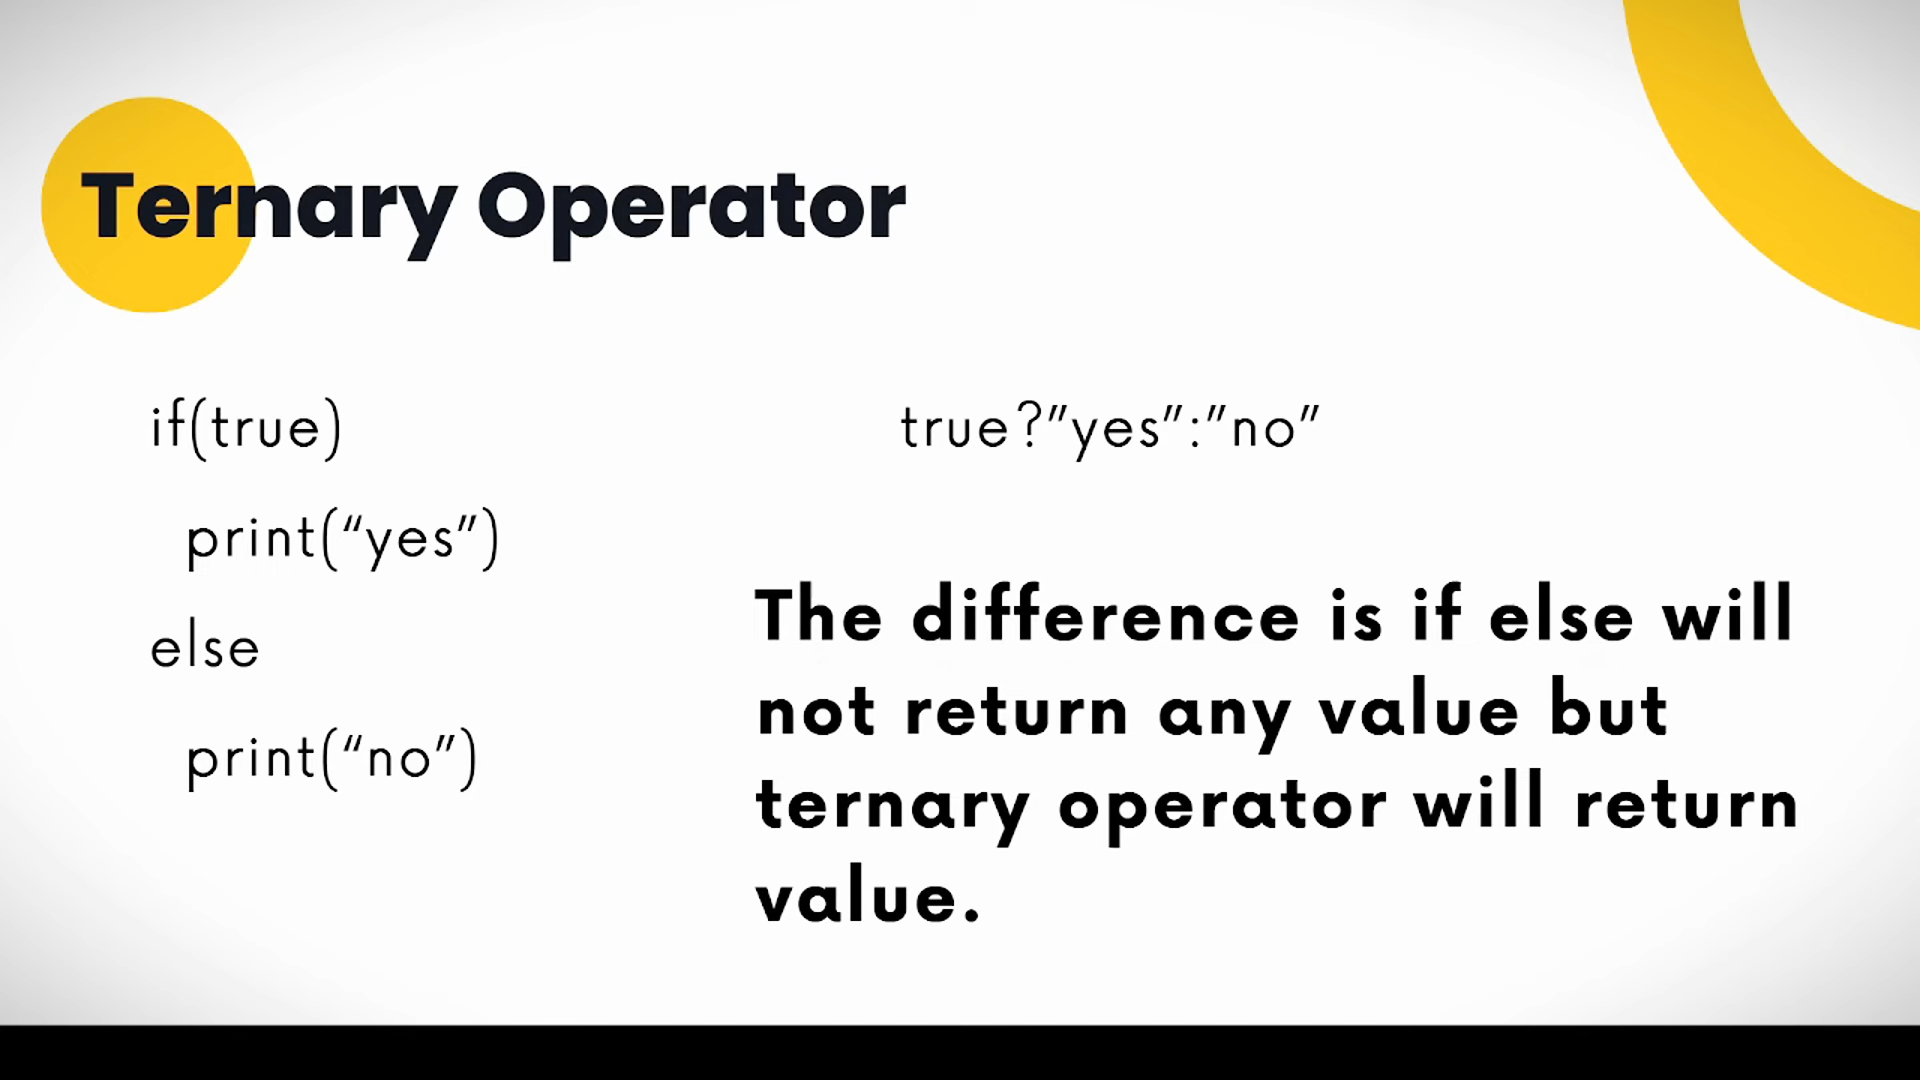 Ternary Operator
if(true)
print(“yes”)
else
print(“no”)
true?”yes”:”no”
The difference is if else will
not return any value but
ternary operator will return
value.